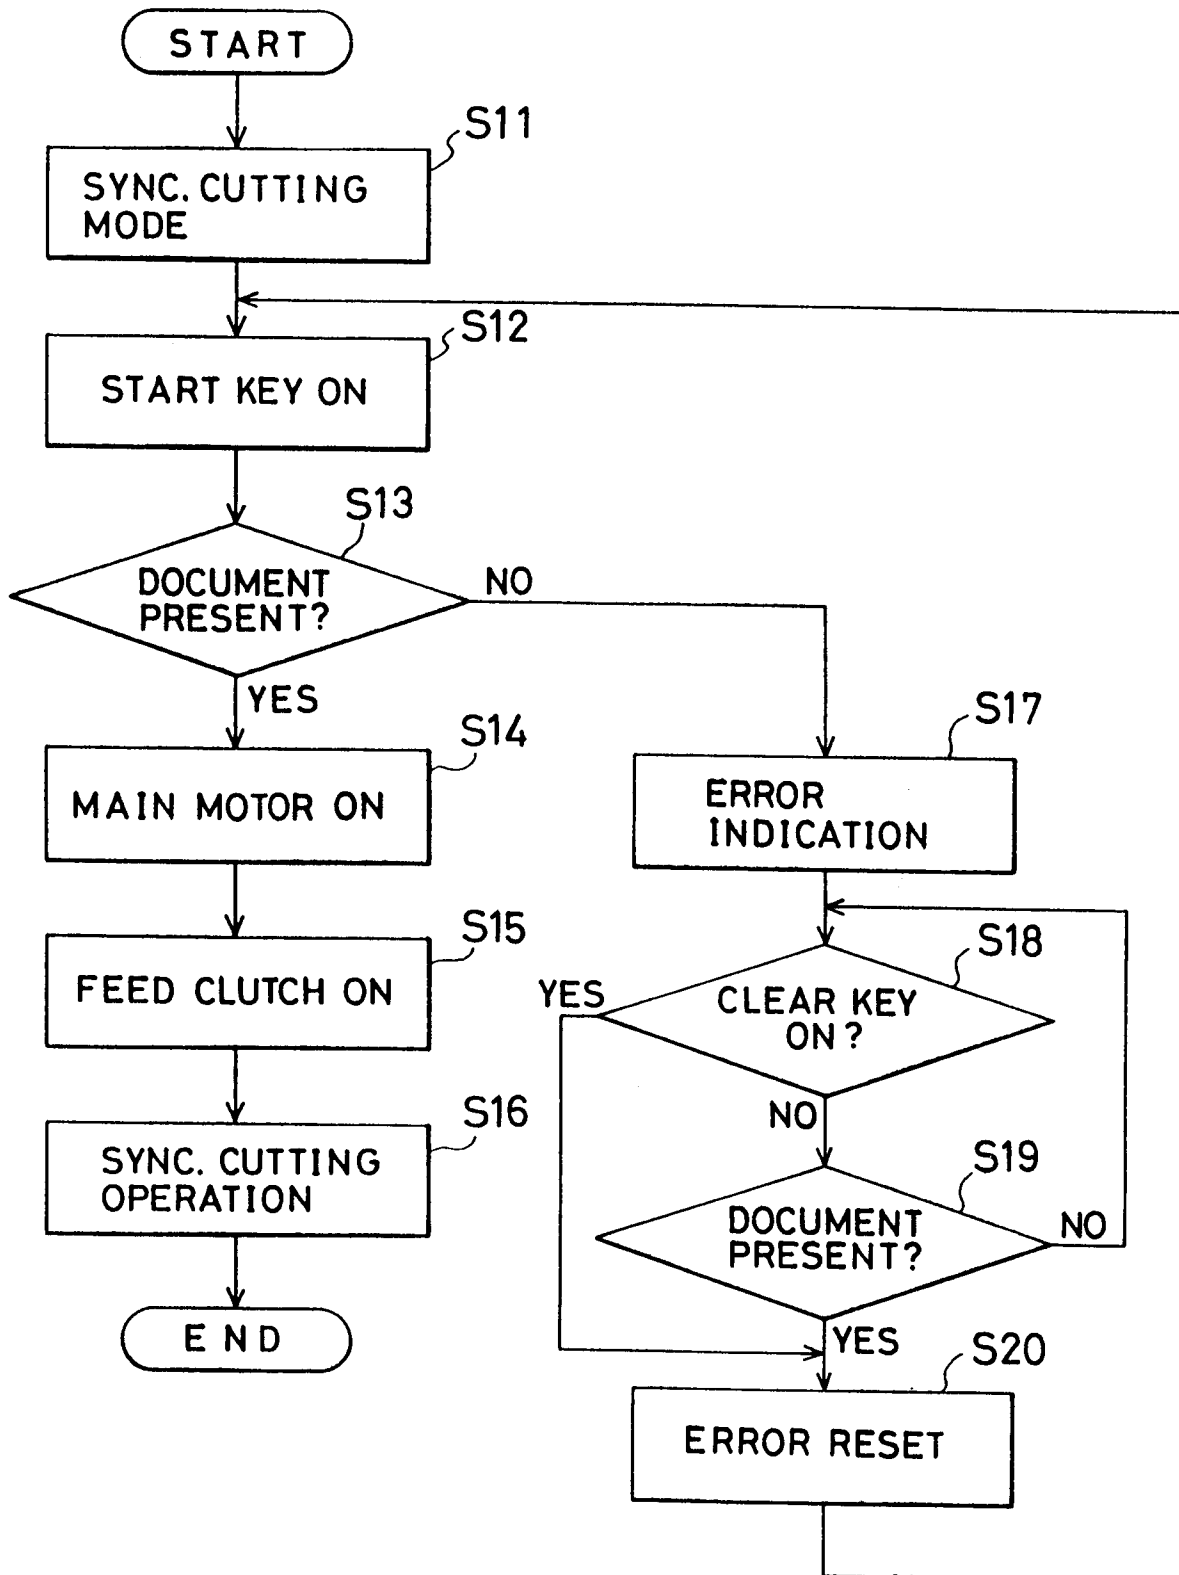 START
S11
SYNC. CUTTING
MODE
S12
START KEY ON
S13
DOCUMENT
PRESENT?
NO
YES
S14
MAIN MOTOR ON
S15
FEED CLUTCH ON
S16
SYNC. CUTTING
OPERATION
END
S17
ERROR
INDICATION
S18
CLEAR KEY
ON?
YES
NO
S19
DOCUMENT
PRESENT?
NO
YES
S20
ERROR RESET